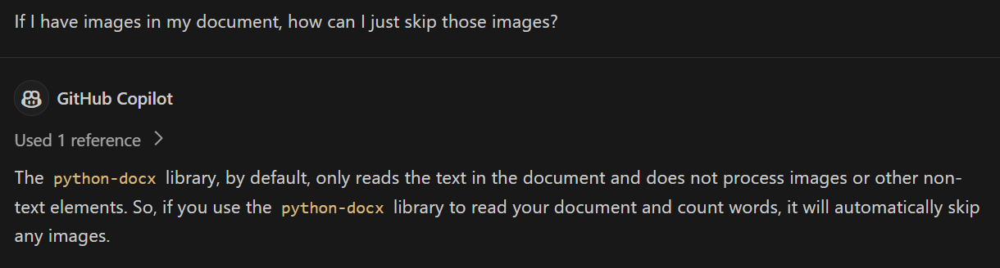 If I have images in my document, how can I just skip those images?
GitHub Copilot
Used 1 reference
The python-docx library, by default, only reads the text in the document and does not process images or other non-
text elements. So, if you use the python-docx library to read your document and count words, it will automatically skip
any images.